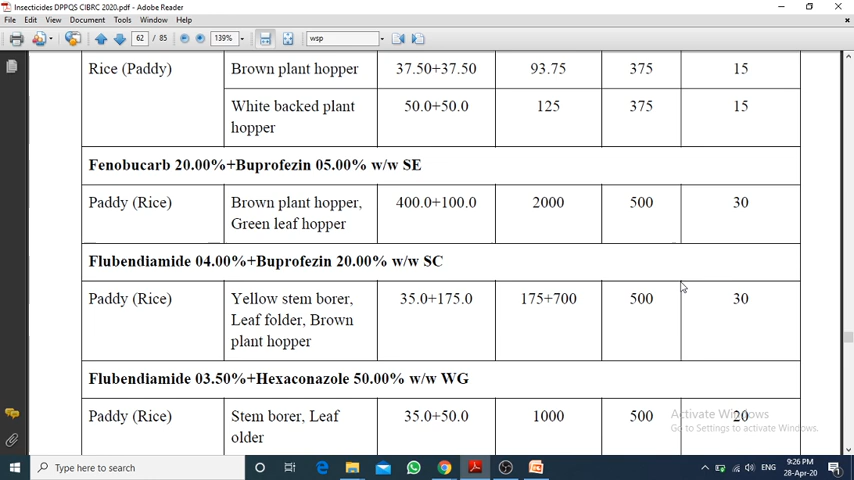 Insecticides DPPQS CIBRC 2020.pdf - Adobe Reader
File Edit View Document Tools Window Help
62 / 85 139% wsp
Rice (Paddy) Brown plant hopper 37.50+37.50 93.75 375 15
White backed plant hopper 50.0+50.0 125 375 15
Fenobucarb 20.00%+Buprofezin 05.00% w/w SE
Paddy (Rice) Brown plant hopper, 400.0+100.0 2000 500 30
Green leaf hopper
Flubendiamide 04.00%+Buprofezin 20.00% w/w SC
Paddy (Rice) Yellow stem borer, 35.0+175.0 175+700 500 30
Leaf folder, Brown
plant hopper
Flubendiamide 03.50%+Hexaconazole 50.00% w/w WG
Paddy (Rice) Stem borer, Leaf 35.0+50.0 1000 500 20
older
Activate Windows
Go to Settings to activate Windows.
Type here to search
ENG 9:26 PM
28-Apr-20
1